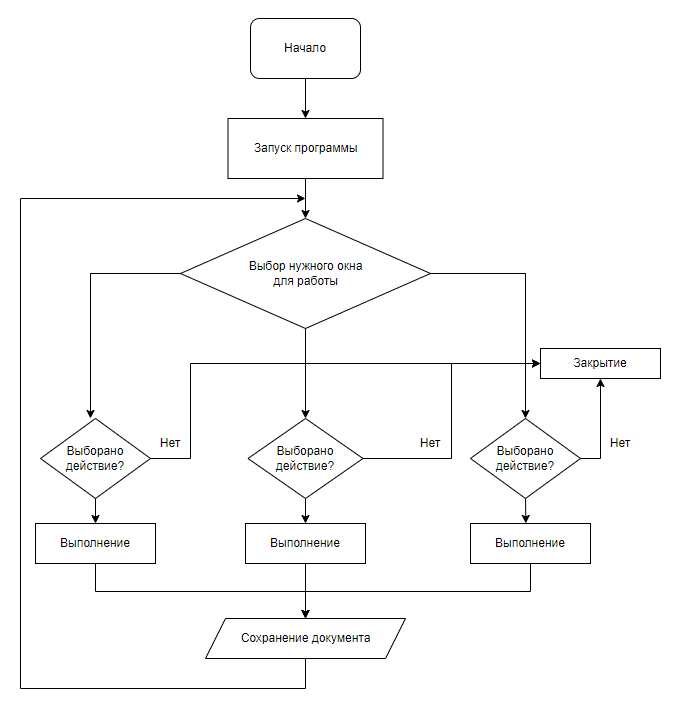 Начало
Запуск программы
Выбор нужного окна
для работы
Закрытие
Выборано
действие?
Нет
Выборано
действие?
Нет
Выборано
действие?
Нет
Выполнение
Выполнение
Выполнение
Сохранение документа